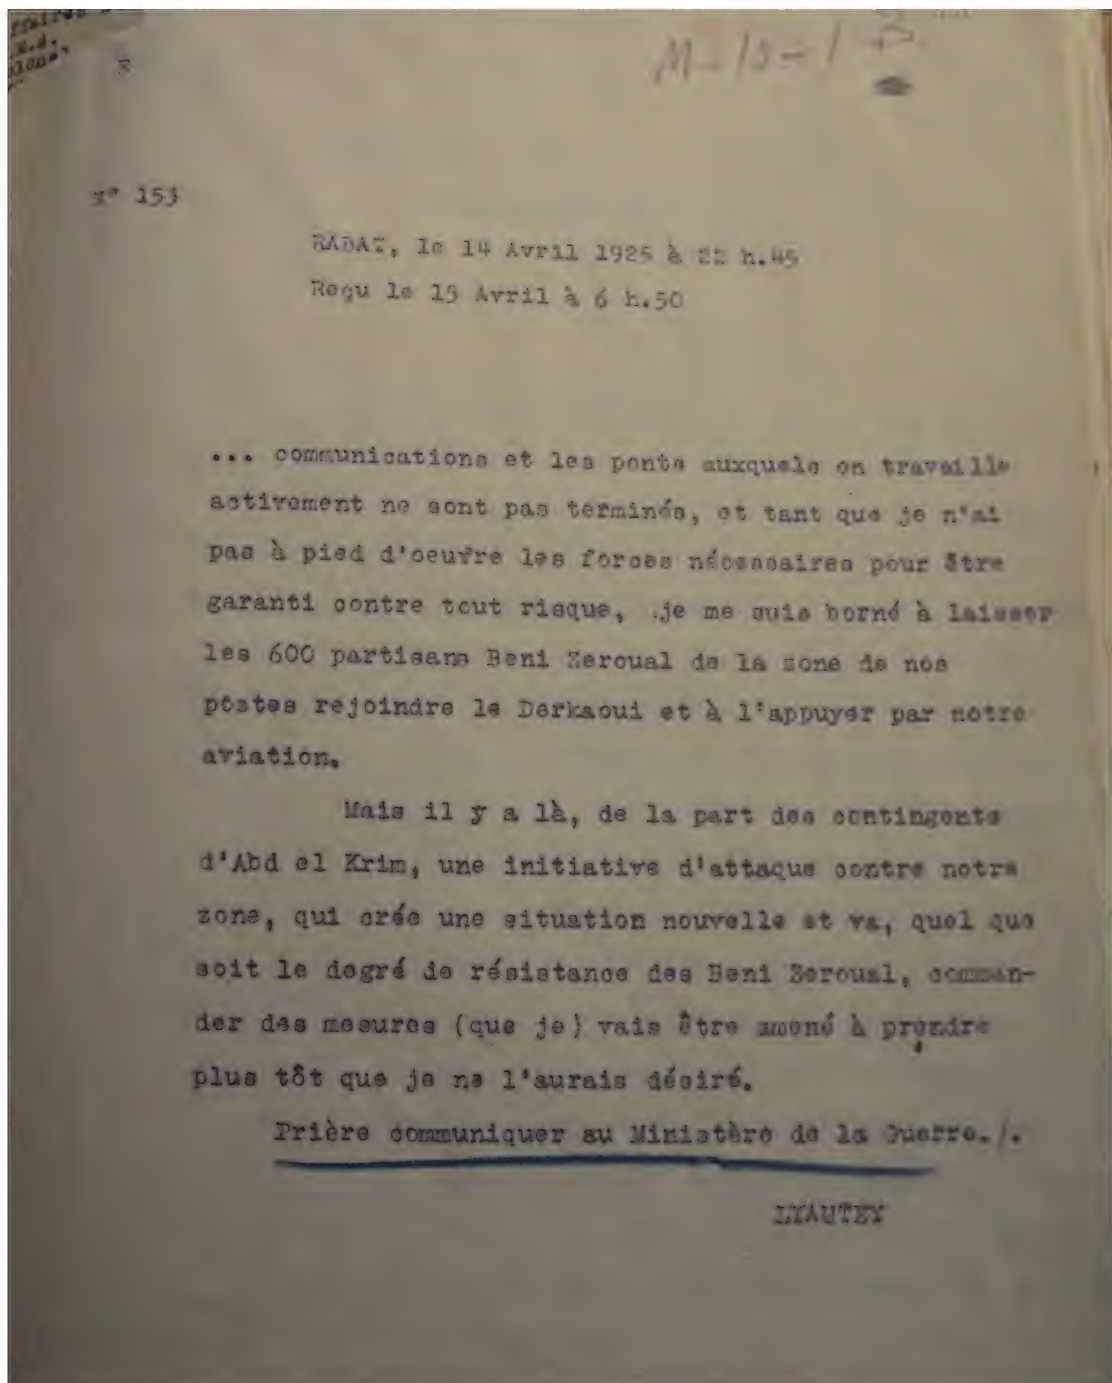 M-13-1
N° 153
RABAT, le 14 Avril 1925 à 22 h.45
Reçu le 15 Avril à 6 h.50
... communications et les ponts auxquels on travaille
activement ne sont pas terminés, et tant que je n'ai
pas à pied d'oeuvre les forces nécessaires pour être
garanti contre tout risque, .je me suis borné à laisser
les 600 partisans Beni Zeroual de la zone de nos
postes rejoindre le Derkaoui et à l'appuyer par notre
aviation.
Mais il y a là, de la part des contingents
d'Abd el Krim, une initiative d'attaque contre notre
zone, qui crée une situation nouvelle et va, quel que
soit le degré de résistance des Beni Zeroual, comman-
der des mesures (que je) vais être amené à prendre
plus tôt que je ne l'aurais désiré.
Prière communiquer au Ministère de la Guerre./.
LYAUTEY